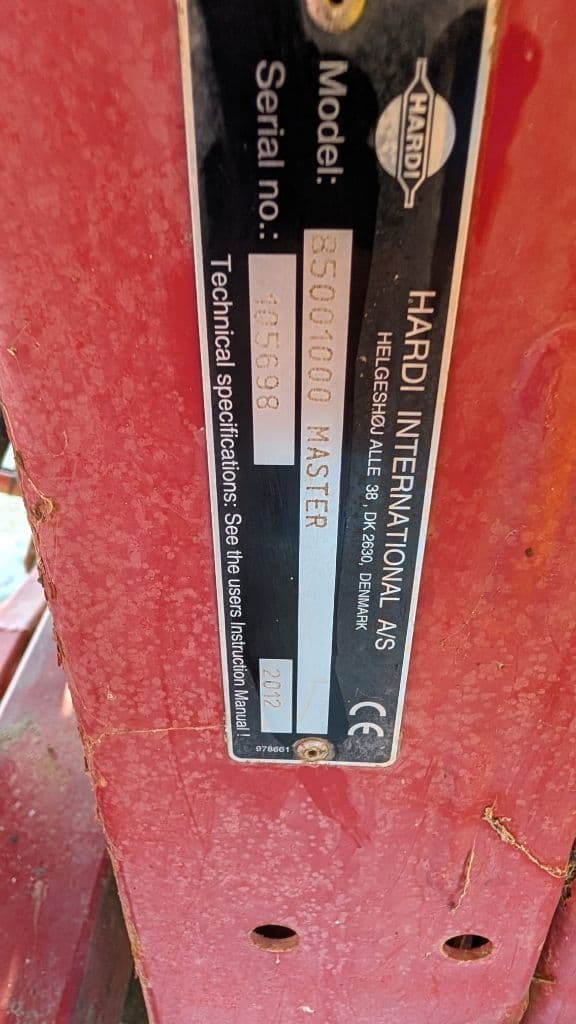 HARDI
HARDI INTERNATIONAL A/S
HELGESHØJ ALLE 38, DK 2630, DENMARK
CE
Model: 85001000 MASTER
Serial no.: 105698 2012
Technical specifications: See the users Instruction Manual!
978661